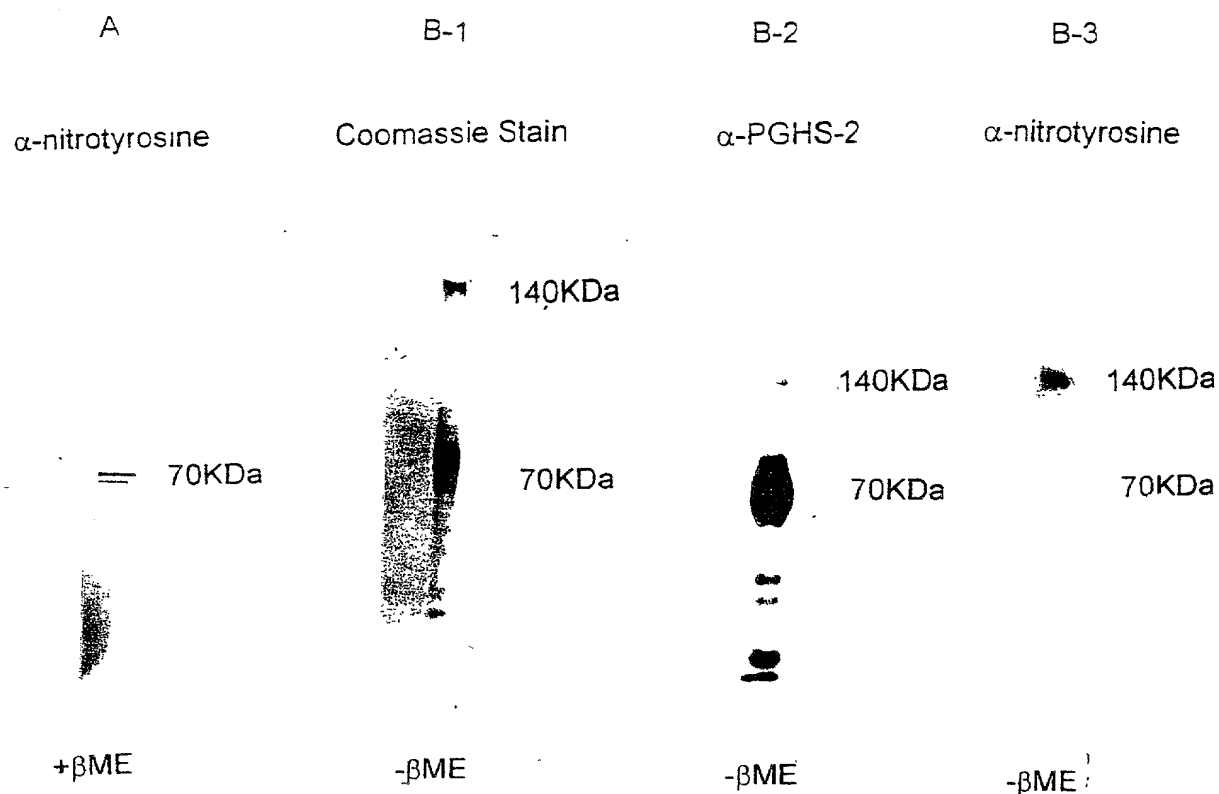 A B-1 B-2 B-3
α-nitrotyrosine Coomassie Stain α-PGHS-2 α-nitrotyrosine
140KDa
140KDa 140KDa
70KDa 70KDa 70KDa 70KDa
+βME -βME -βME -βME